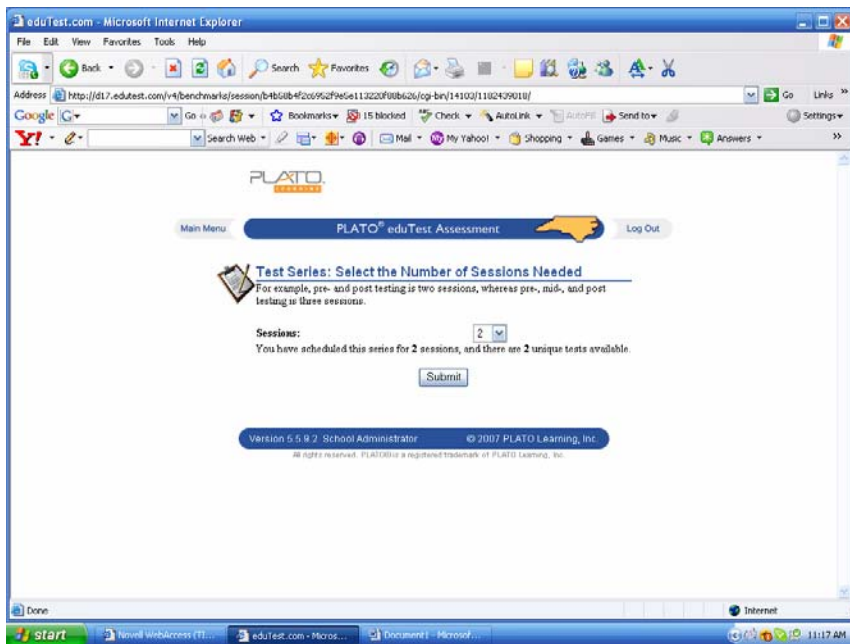 eduTest.com - Microsoft Internet Explorer
File Edit View Favorites Tools Help
Back Search Favorites
Address http://d17.edutest.com/v4/benchmarks/session/b4b58b4f2c6952f9e5e113220f88b626/cgi-bin/14103/1182439018/ Go Links »
Google G Go Bookmarks 15 blocked Check AutoLink AutoFill Send to Settings
Y! Search Web Mail My Yahoo! Shopping Games Music Answers »
PLATO
LEARNING
Main Menu PLATO® eduTest Assessment Log Out
Test Series: Select the Number of Sessions Needed
For example, pre- and post testing is two sessions, whereas pre-, mid-, and post
testing is three sessions.
Sessions: 2
You have scheduled this series for 2 sessions, and there are 2 unique tests available.
Submit
Version 5.5.9.2 School Administrator © 2007 PLATO Learning, Inc.
All rights reserved. PLATO® is a registered trademark of PLATO Learning, Inc.
Done Internet
start Novell WebAccess (TI... eduTest.com - Micros... Document1 - Microsof... 11:17 AM